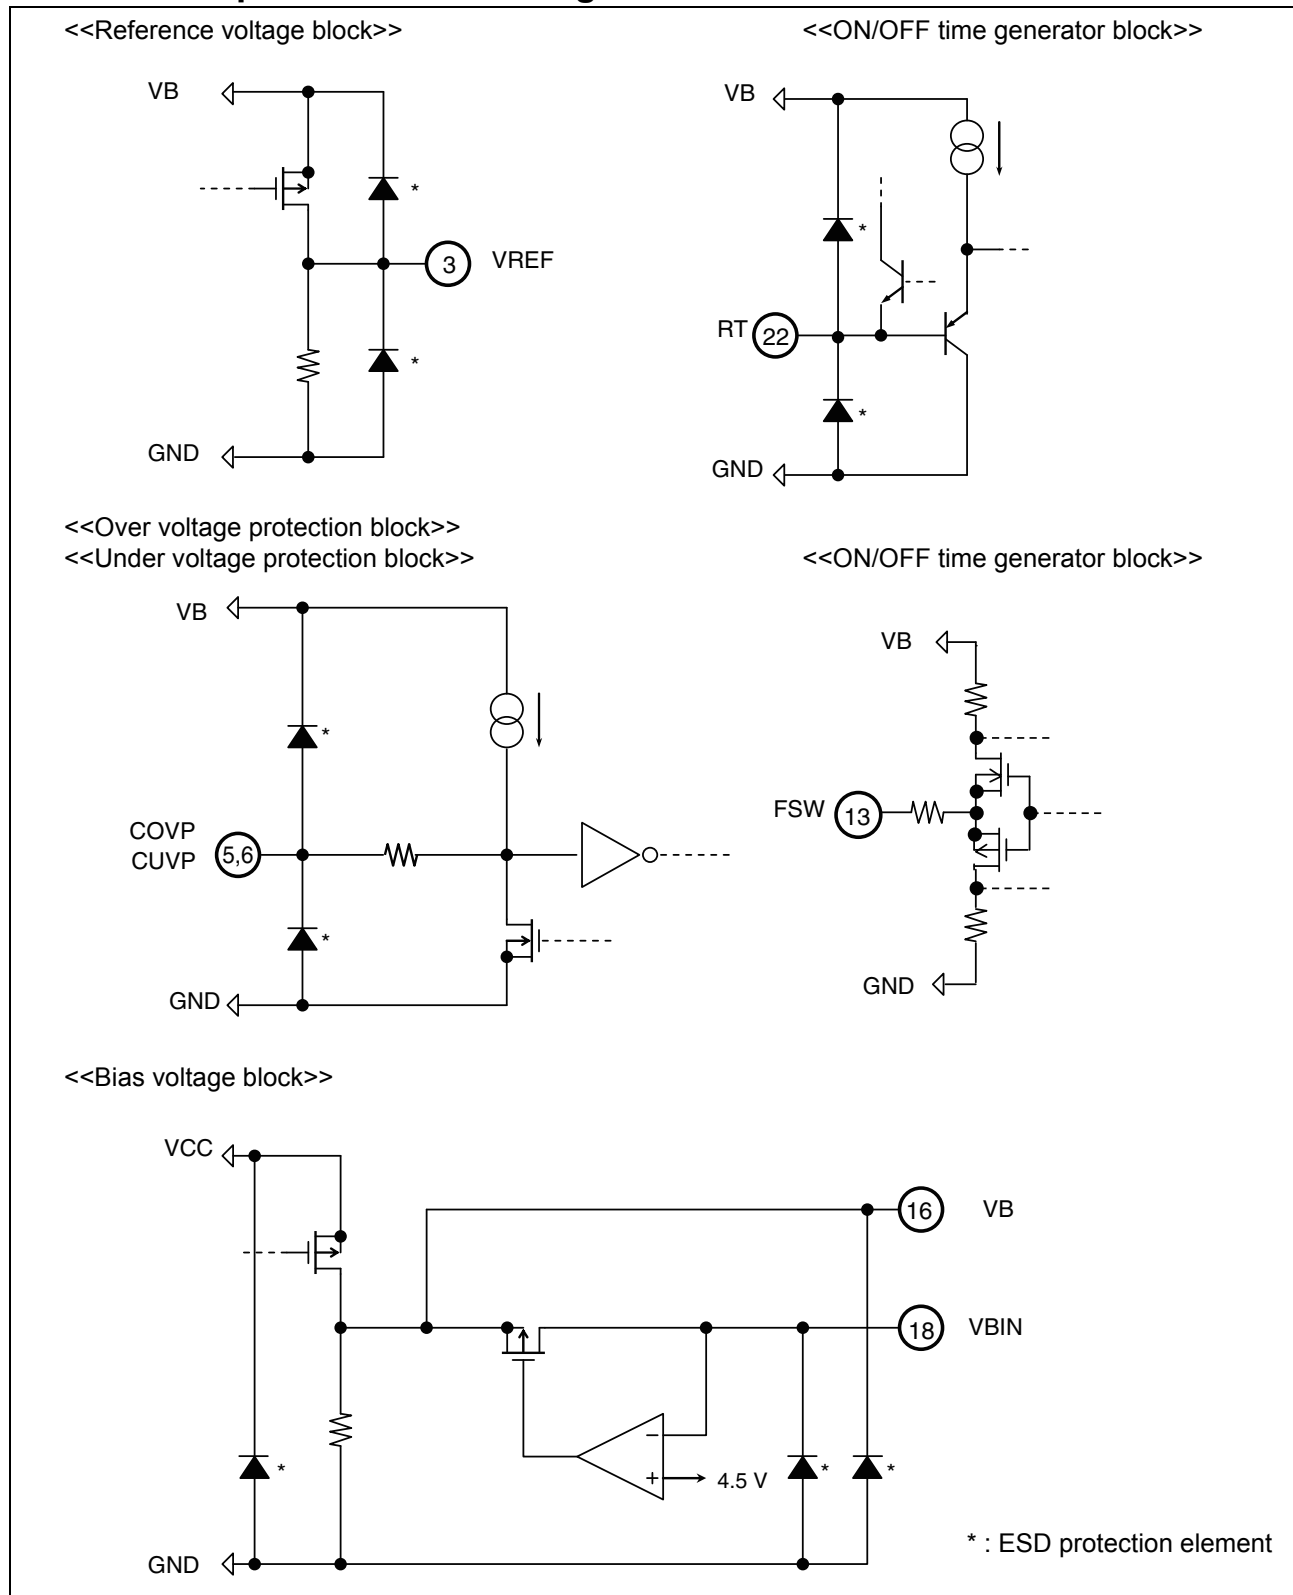 <<Reference voltage block>>
VB
*
3 VREF
*
GND
<<ON/OFF time generator block>>
VB
*
RT 22
*
GND
<<Over voltage protection block>>
<<Under voltage protection block>>
VB
*
COVP
CUVP
5,6
*
GND
<<ON/OFF time generator block>>
VB
FSW 13
GND
<<Bias voltage block>>
VCC
16 VB
18 VBIN
−
+
4.5 V
*
*
*
GND
* : ESD protection element